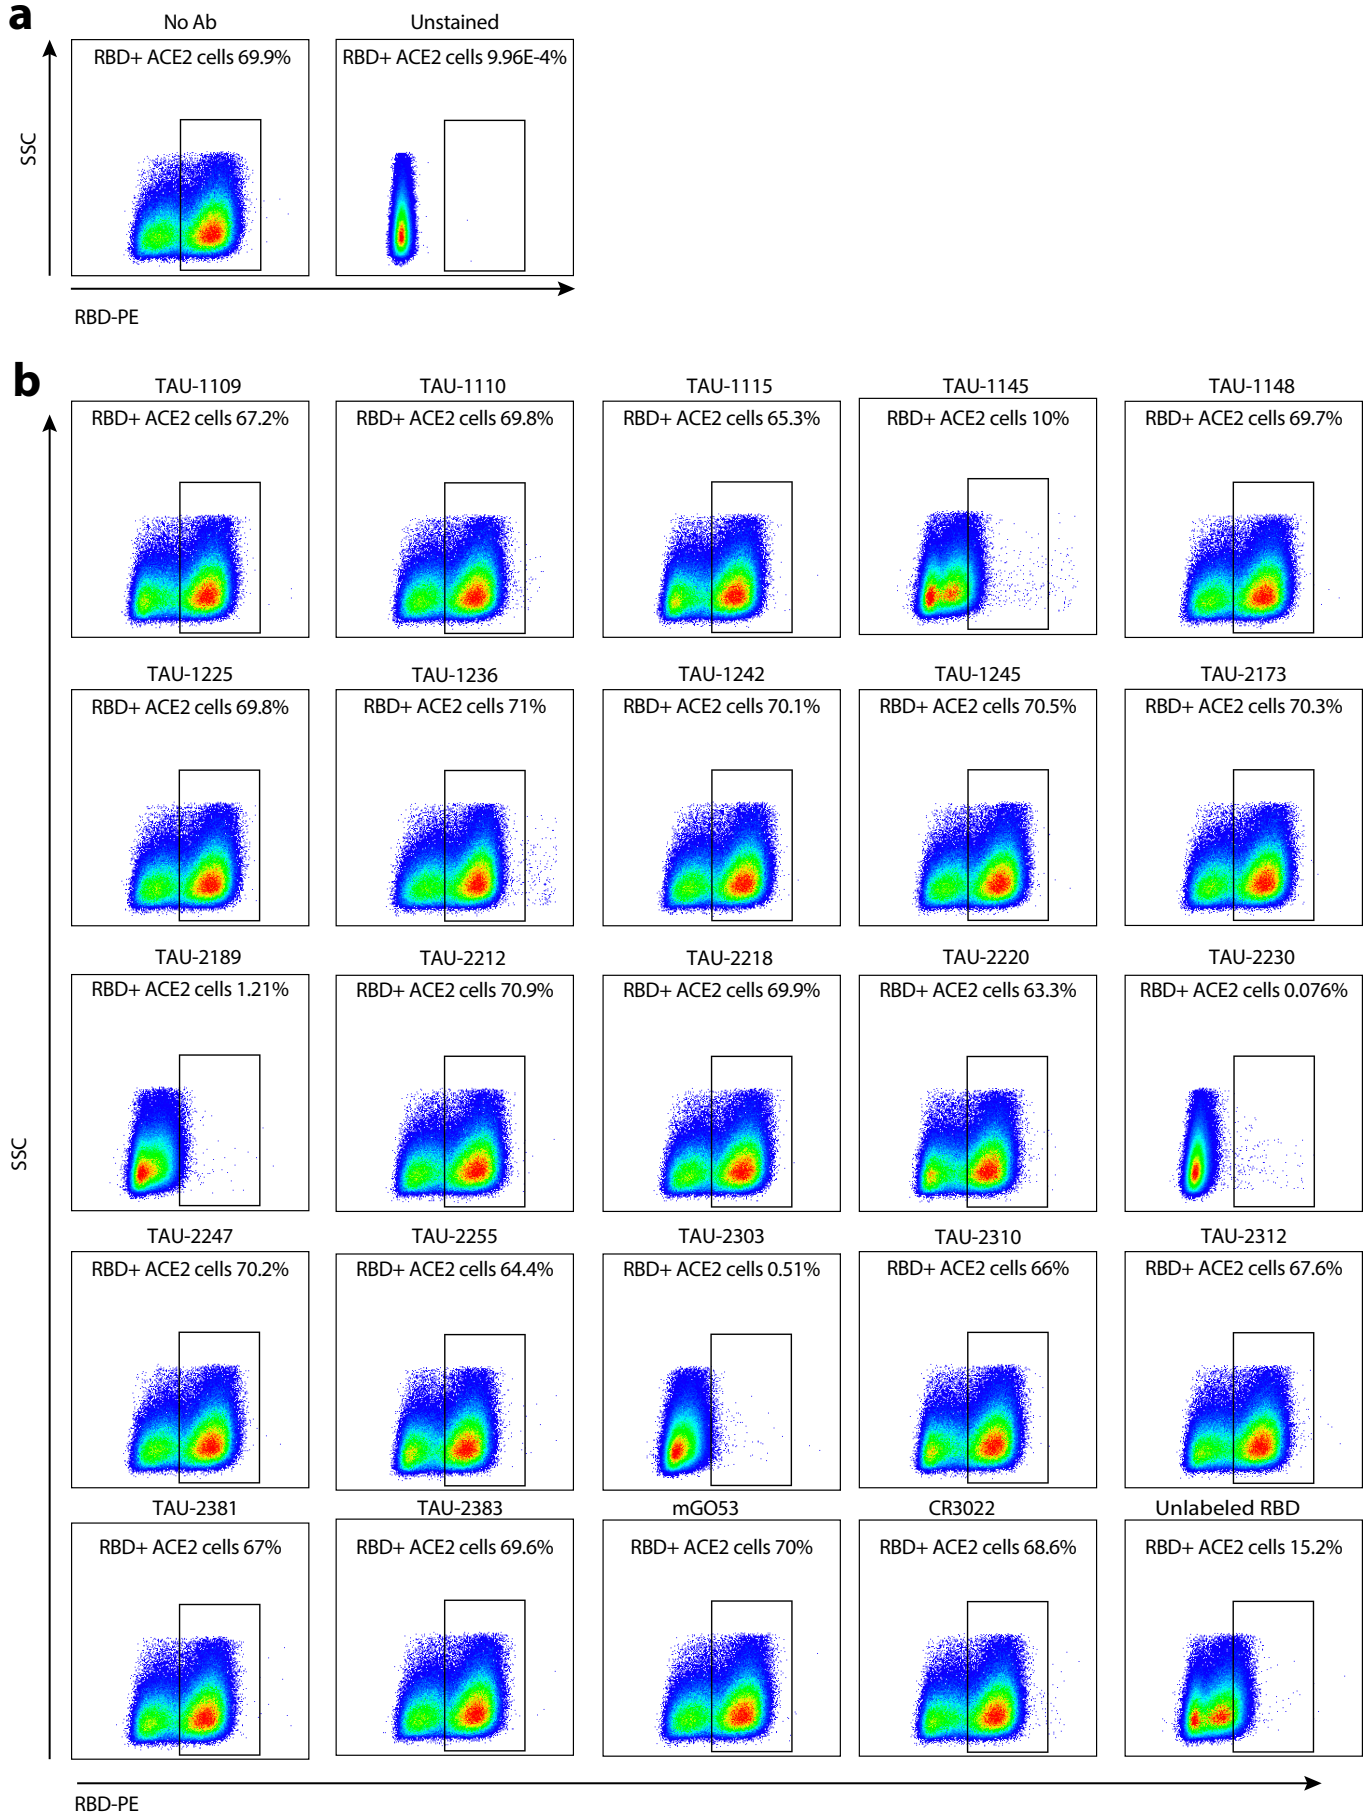 a
No Ab
Unstained
RBD+ ACE2 cells 69.9%
RBD+ ACE2 cells 9.96E-4%
SSC
RBD-PE
b
TAU-1109
TAU-1110
TAU-1115
TAU-1145
TAU-1148
RBD+ ACE2 cells 67.2%
RBD+ ACE2 cells 69.8%
RBD+ ACE2 cells 65.3%
RBD+ ACE2 cells 10%
RBD+ ACE2 cells 69.7%
TAU-1225
TAU-1236
TAU-1242
TAU-1245
TAU-2173
RBD+ ACE2 cells 69.8%
RBD+ ACE2 cells 71%
RBD+ ACE2 cells 70.1%
RBD+ ACE2 cells 70.5%
RBD+ ACE2 cells 70.3%
TAU-2189
TAU-2212
TAU-2218
TAU-2220
TAU-2230
RBD+ ACE2 cells 1.21%
RBD+ ACE2 cells 70.9%
RBD+ ACE2 cells 69.9%
RBD+ ACE2 cells 63.3%
RBD+ ACE2 cells 0.076%
SSC
TAU-2247
TAU-2255
TAU-2303
TAU-2310
TAU-2312
RBD+ ACE2 cells 70.2%
RBD+ ACE2 cells 64.4%
RBD+ ACE2 cells 0.51%
RBD+ ACE2 cells 66%
RBD+ ACE2 cells 67.6%
TAU-2381
TAU-2383
mGO53
CR3022
Unlabeled RBD
RBD+ ACE2 cells 67%
RBD+ ACE2 cells 69.6%
RBD+ ACE2 cells 70%
RBD+ ACE2 cells 68.6%
RBD+ ACE2 cells 15.2%
RBD-PE